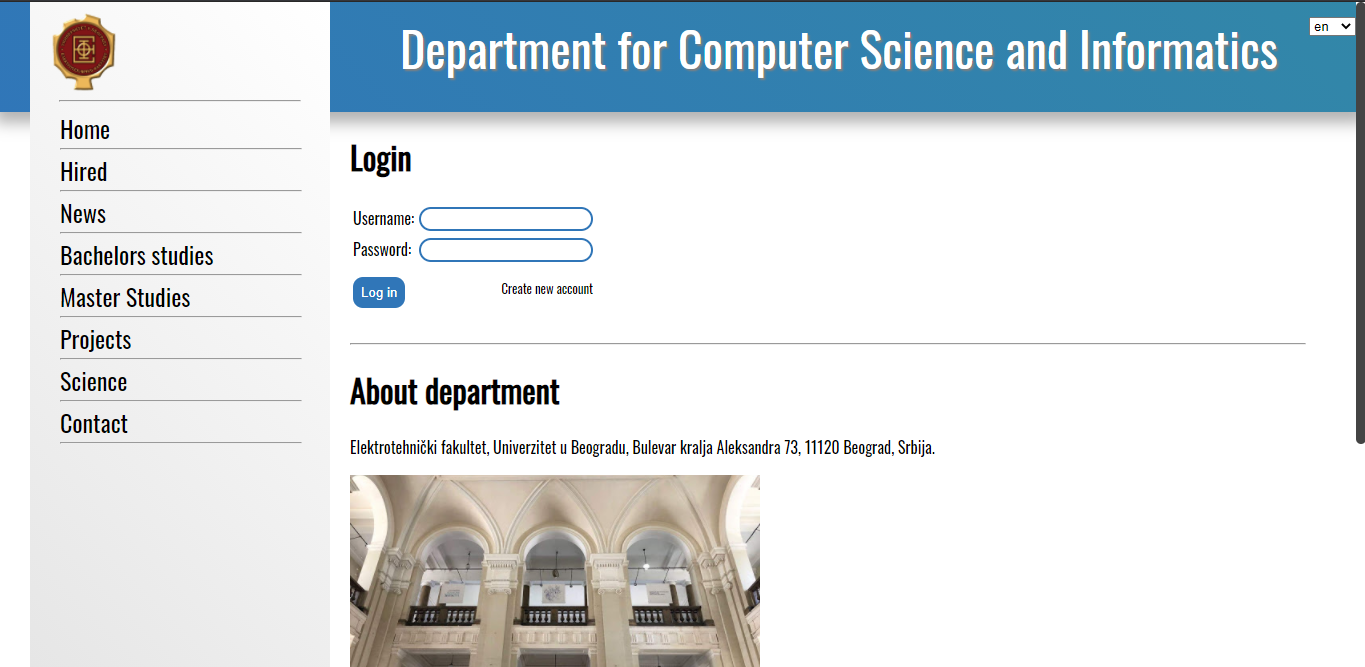 Department for Computer Science and Informatics
en
Home
Hired
News
Bachelors studies
Master Studies
Projects
Science
Contact
Login
Username:
Password:
Log in
Create new account
About department
Elektrotehnički fakultet, Univerzitet u Beogradu, Bulevar kralja Aleksandra 73, 11120 Beograd, Srbija.